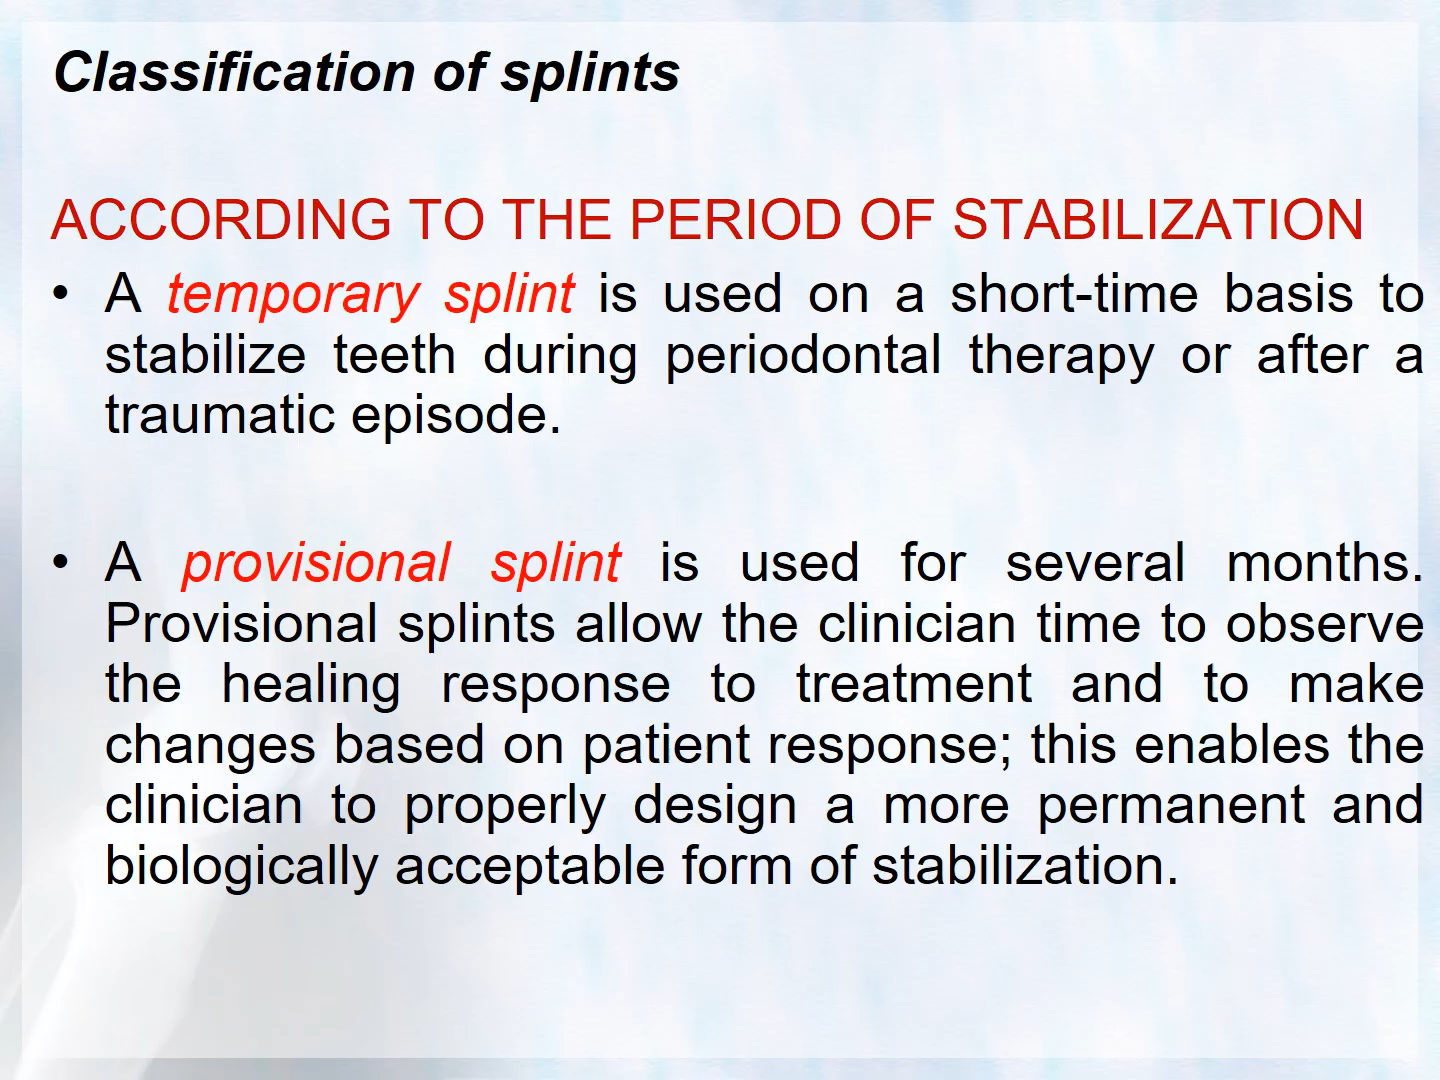 Classification of splints
ACCORDING TO THE PERIOD OF STABILIZATION
• A temporary splint is used on a short-time basis to
stabilize teeth during periodontal therapy or after a
traumatic episode.
• A provisional splint is used for several months.
Provisional splints allow the clinician time to observe
the healing response to treatment and to make
changes based on patient response; this enables the
clinician to properly design a more permanent and
biologically acceptable form of stabilization.